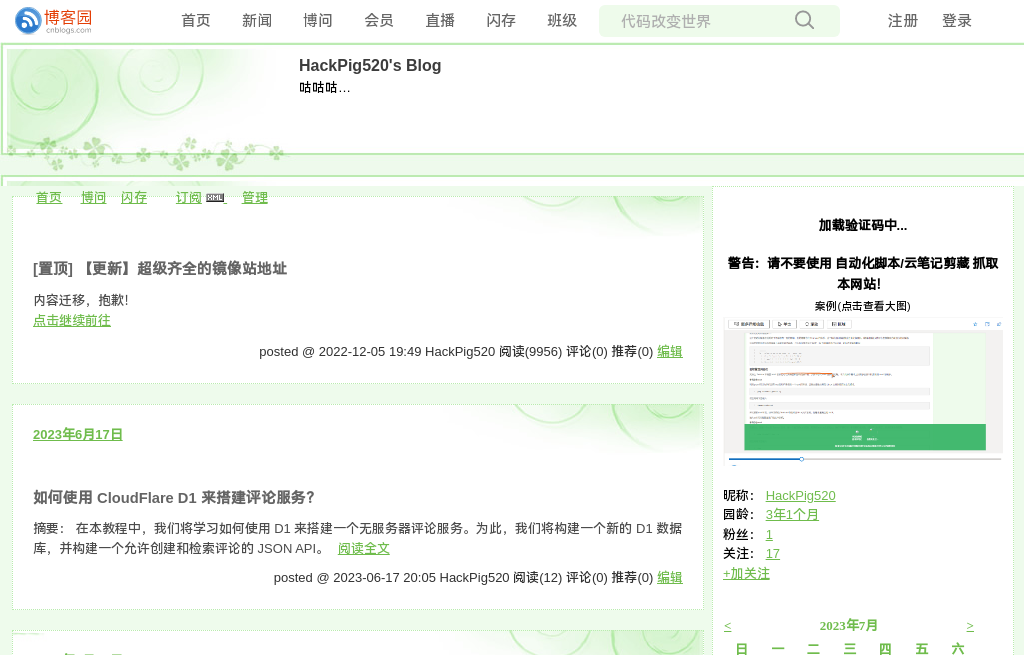 博客园
cnblogs.com
首页 新闻 博问 会员 直播 闪存 班级 代码改变世界 注册 登录
HackPig520's Blog
咕咕咕…
首页 博问 闪存 订阅 XML 管理
[置顶] 【更新】超级齐全的镜像站地址
内容迁移，抱歉！
点击继续前往
posted @ 2022-12-05 19:49 HackPig520 阅读(9956) 评论(0) 推荐(0) 编辑
2023年6月17日
如何使用 CloudFlare D1 来搭建评论服务？
摘要： 在本教程中，我们将学习如何使用 D1 来搭建一个无服务器评论服务。为此，我们将构建一个新的 D1 数据
库，并构建一个允许创建和检索评论的 JSON API。 阅读全文
posted @ 2023-06-17 20:05 HackPig520 阅读(12) 评论(0) 推荐(0) 编辑
加载验证码中...
警告：请不要使用 自动化脚本/云笔记剪藏 抓取
本网站！
案例(点击查看大图)
昵称： HackPig520
园龄： 3年1个月
粉丝： 1
关注： 17
+加关注
< 2023年7月 >
日 一 二 三 四 五 六